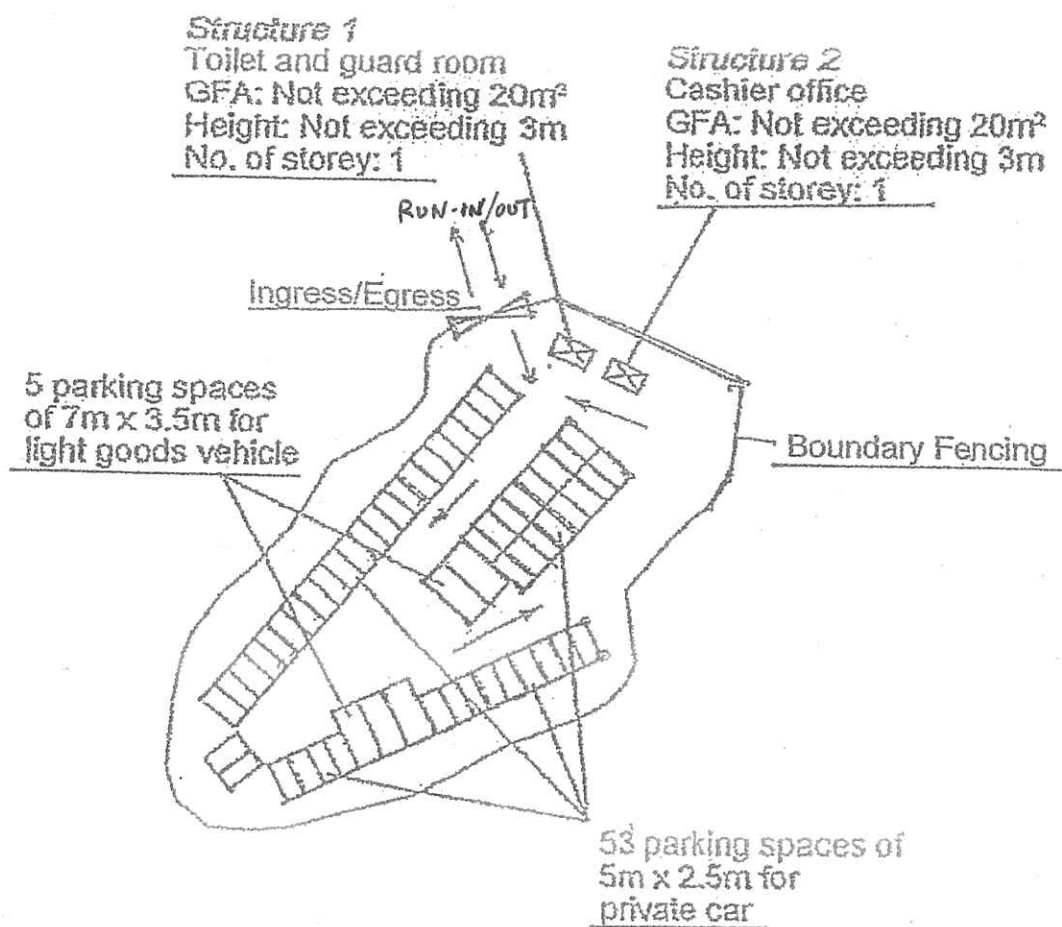 Structure 1
Toilet and guard room
GFA: Not exceeding 20m²
Height: Not exceeding 3m
No. of storey: 1
Structure 2
Cashier office
GFA: Not exceeding 20m²
Height: Not exceeding 3m
No. of storey: 1
RUN-IN/OUT
Ingress/Egress
5 parking spaces
of 7m x 3.5m for
light goods vehicle
Boundary Fencing
53 parking spaces of
5m x 2.5m for
private car